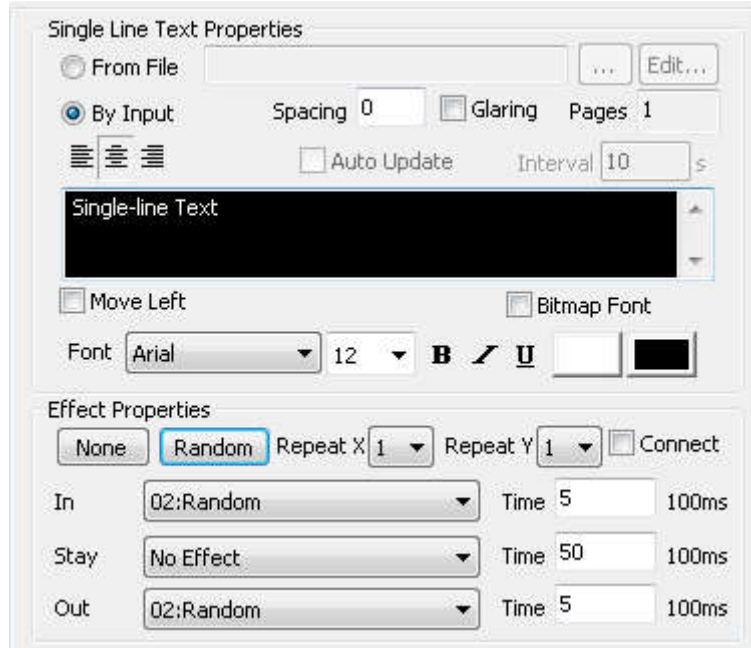 Single Line Text Properties
From File ... Edit...
By Input Spacing 0 Glaring Pages 1
Auto Update Interval 10 s
Single-line Text
Move Left Bitmap Font
Font Arial 12 B I U
Effect Properties
None Random Repeat X 1 Repeat Y 1 Connect
In 02:Random Time 5 100ms
Stay No Effect Time 50 100ms
Out 02:Random Time 5 100ms